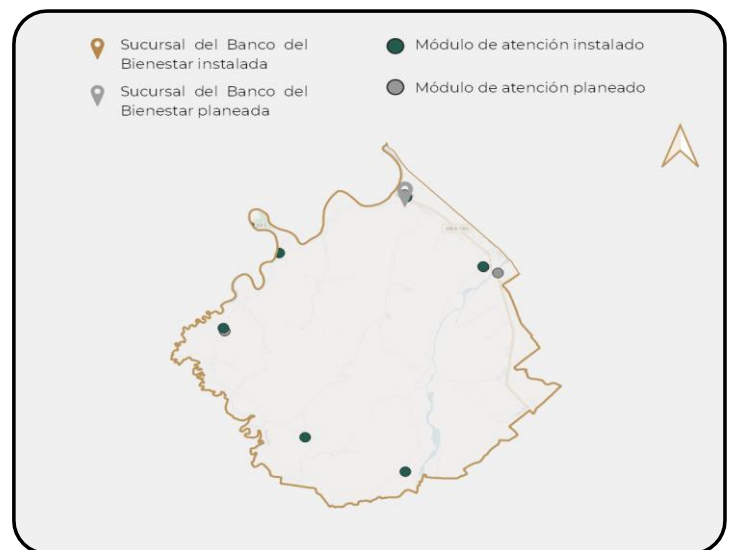 Sucursal del Banco del
Bienestar instalada
Sucursal del Banco del
Bienestar planeada
Módulo de atención instalado
Módulo de atención planeado